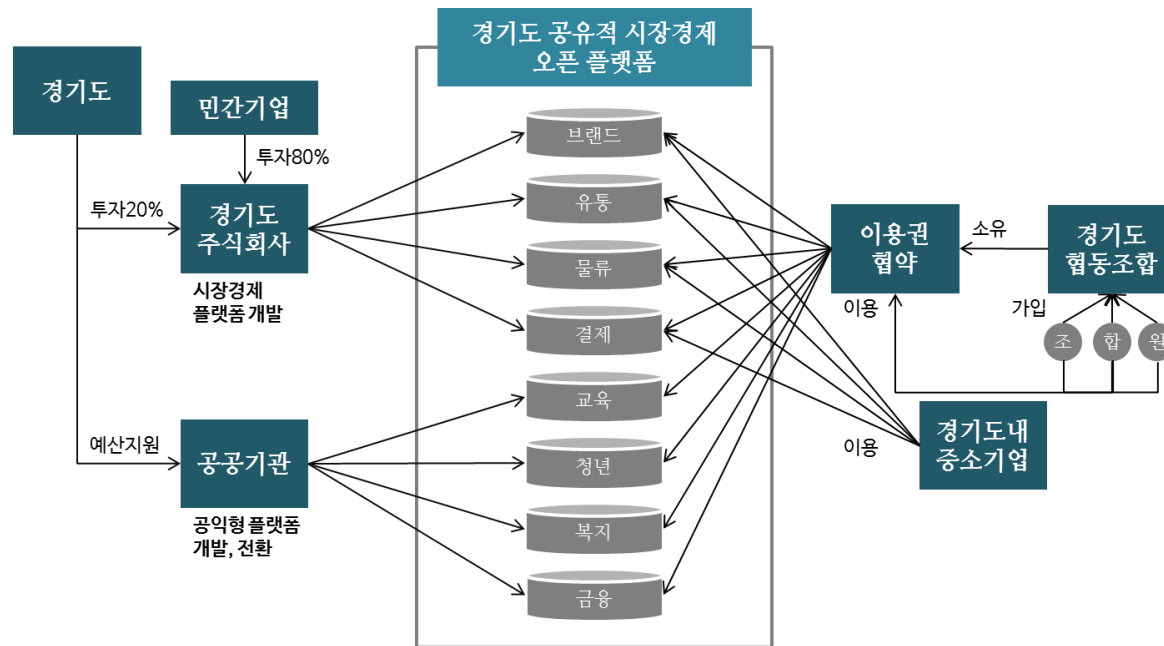 경기도 공유적 시장경제
오픈 플랫폼
경기도
민간기업
투자80%
투자20%
경기도
주식회사
시장경제
플랫폼 개발
예산지원
공공기관
공익형 플랫폼
개발, 전환
브랜드
유통
물류
결제
교육
청년
복지
금융
이용권
협약
소유
경기도
협동조합
이용
가입
조 합 원
이용
경기도내
중소기업